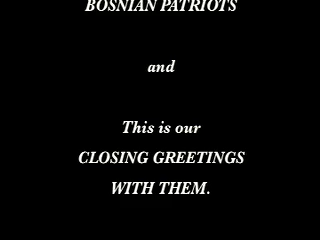 BOSNIAN PATRIOTS
and
This is our
CLOSING GREETINGS
WITH THEM.